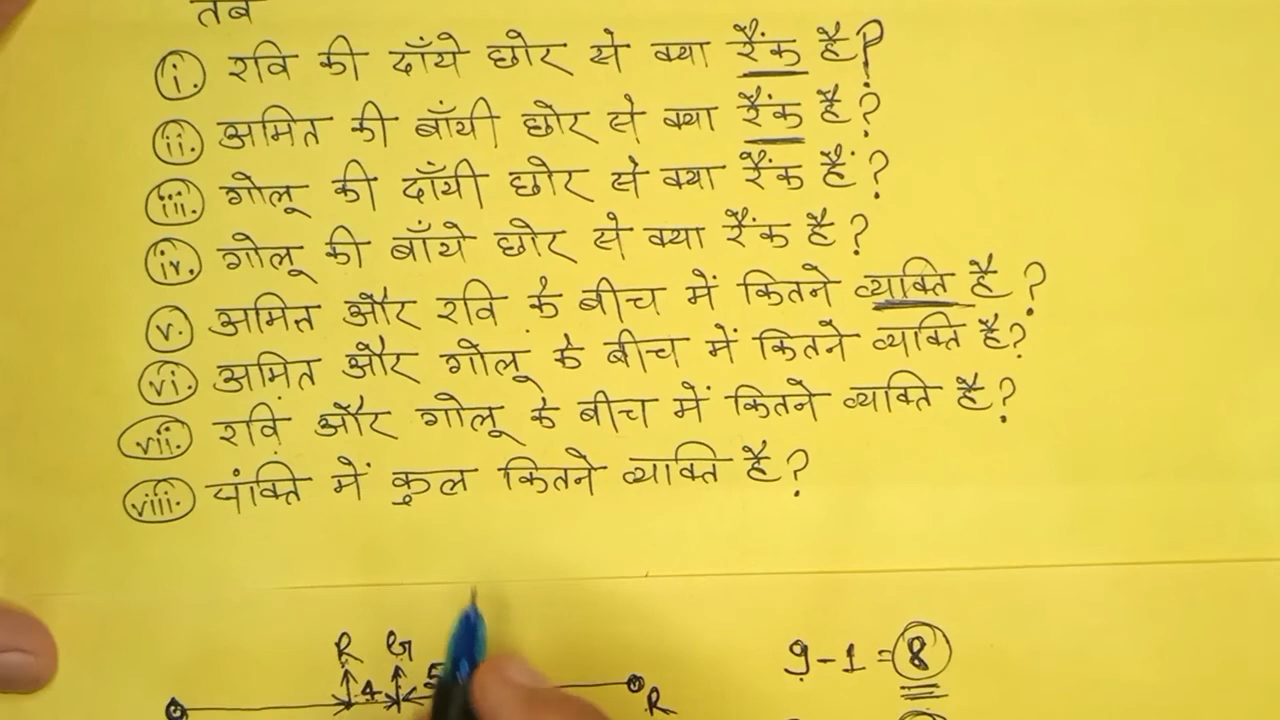 तब
i. रवि की दाँये छोर से क्या रैंक है?
ii. अमित की बाँयी छोर से क्या रैंक है?
iii. गोलू की दाँयी छोर से क्या रैंक हैं?
iv. गोलू की बाँये छोर से क्या रैंक है?
v. अमित और रवि के बीच में कितने व्यक्ति है?
vi. अमित और गोलू के बीच में कितने व्यक्ति है?
vii. रवि और गोलू के बीच में कितने व्यक्ति है?
viii. पंक्ति में कुल कितने व्यक्ति है?
R G 9-1=8
4 5
R